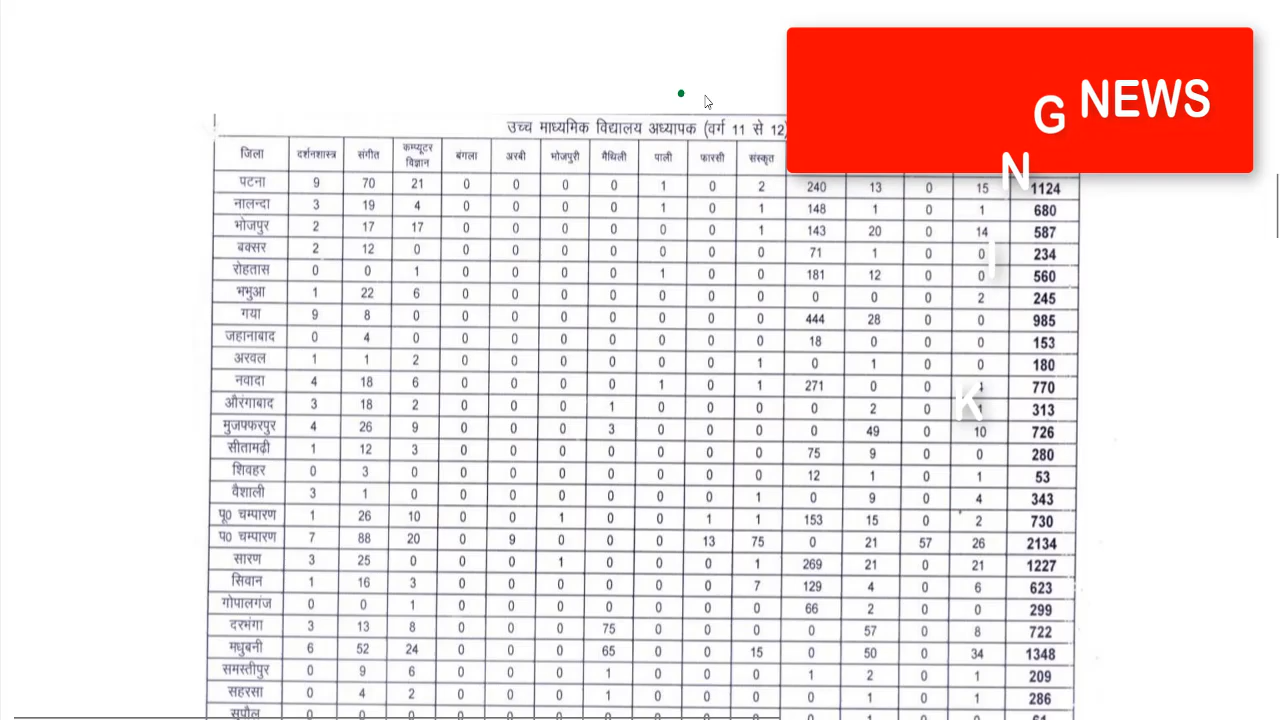 NEWS
G
N
I
K
उच्च माध्यमिक विद्यालय अध्यापक (वर्ग 11 से 12)
जिला दर्शनशास्त्र संगीत कम्प्यूटर विज्ञान बंगला अरबी भोजपुरी मैथिली पाली फारसी संस्कृत
पटना 9 70 21 0 0 0 0 1 0 2 240 13 0 15 1124
नालन्दा 3 19 4 0 0 0 0 1 0 1 148 1 0 1 680
भोजपुर 2 17 17 0 0 0 0 0 0 1 143 20 0 14 587
बक्सर 2 12 0 0 0 0 0 0 0 0 71 1 0 0 234
रोहतास 0 0 1 0 0 0 0 1 0 0 181 12 0 0 560
भभुआ 1 22 6 0 0 0 0 0 0 0 0 0 0 2 245
गया 9 8 0 0 0 0 0 0 0 0 444 28 0 0 985
जहानाबाद 0 4 0 0 0 0 0 0 0 0 18 0 0 0 153
अरवल 1 1 2 0 0 0 0 0 0 1 0 1 0 0 180
नवादा 4 18 6 0 0 0 0 1 0 1 271 0 0 770
औरंगाबाद 3 18 2 0 0 0 1 0 0 0 0 2 0 313
मुजफ्फरपुर 4 26 9 0 0 0 3 0 0 0 0 49 0 10 726
सीतामढ़ी 1 12 3 0 0 0 0 0 0 0 75 9 0 0 280
शिवहर 0 3 0 0 0 0 0 0 0 0 12 1 0 1 53
वैशाली 3 1 0 0 0 0 0 0 0 1 0 9 0 4 343
पू0 चम्पारण 1 26 10 0 0 1 0 0 1 1 153 15 0 2 730
प0 चम्पारण 7 88 20 0 9 0 0 0 13 75 0 21 57 26 2134
सारण 3 25 0 0 0 1 0 0 0 1 269 21 0 21 1227
सिवान 1 16 3 0 0 0 0 0 0 7 129 4 0 6 623
गोपालगंज 0 0 1 0 0 0 0 0 0 0 66 2 0 0 299
दरभंगा 3 13 8 0 0 0 75 0 0 0 0 57 0 8 722
मधुबनी 6 52 24 0 0 0 65 0 0 15 0 50 0 34 1348
समस्तीपुर 0 9 6 0 0 0 1 0 0 0 1 2 0 1 209
सहरसा 0 4 2 0 0 0 1 0 0 0 0 1 0 1 286
सुपौल